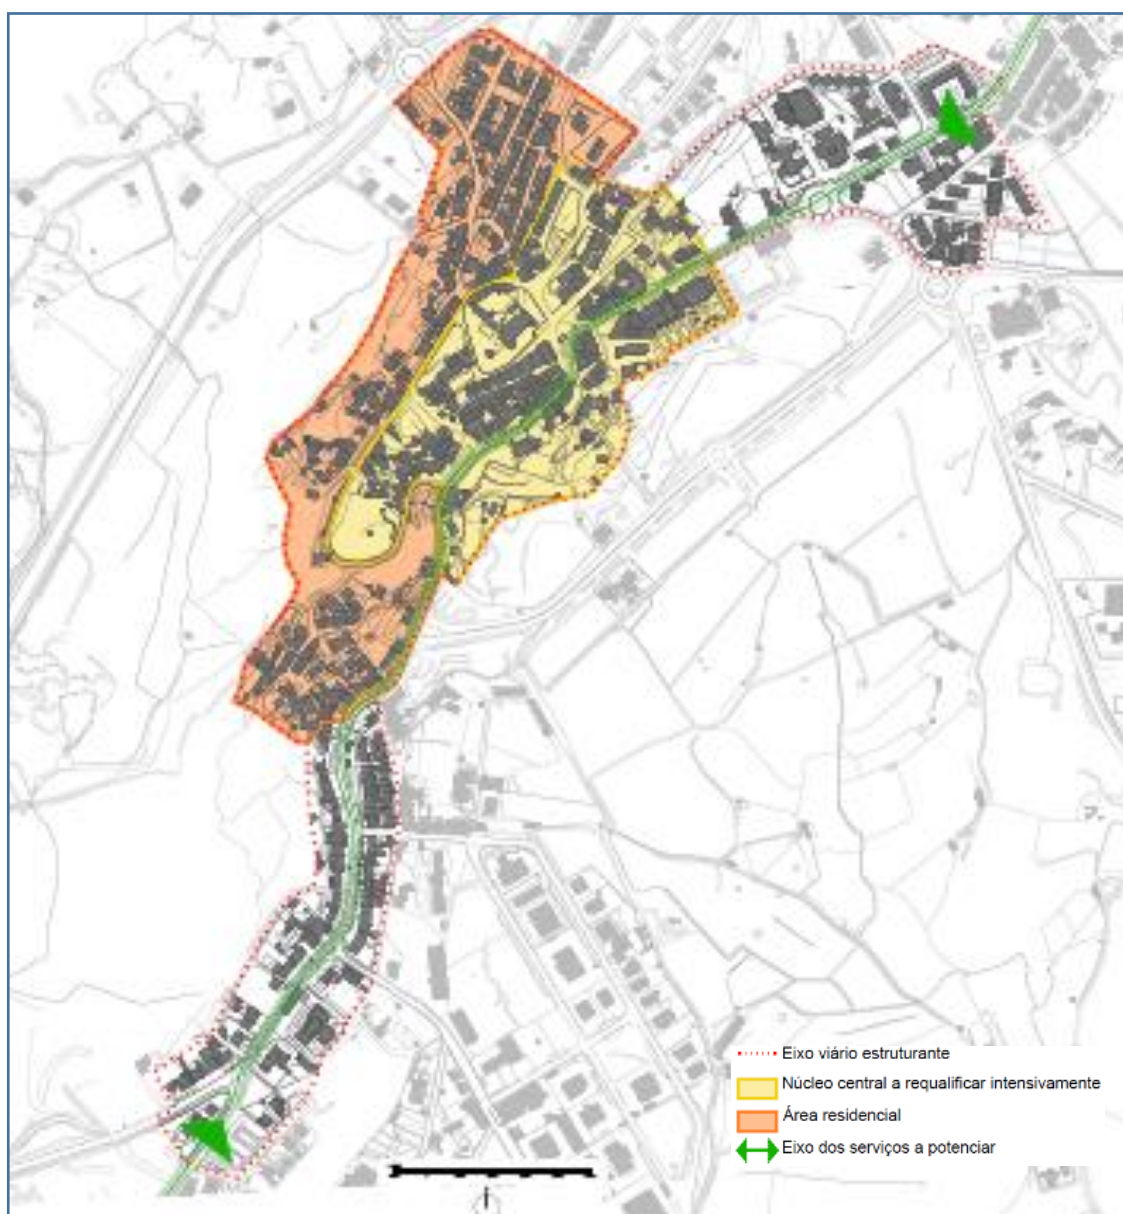 Eixo viário estruturante
Núcleo central a requalificar intensivamente
Área residencial
Eixo dos serviços a potenciar